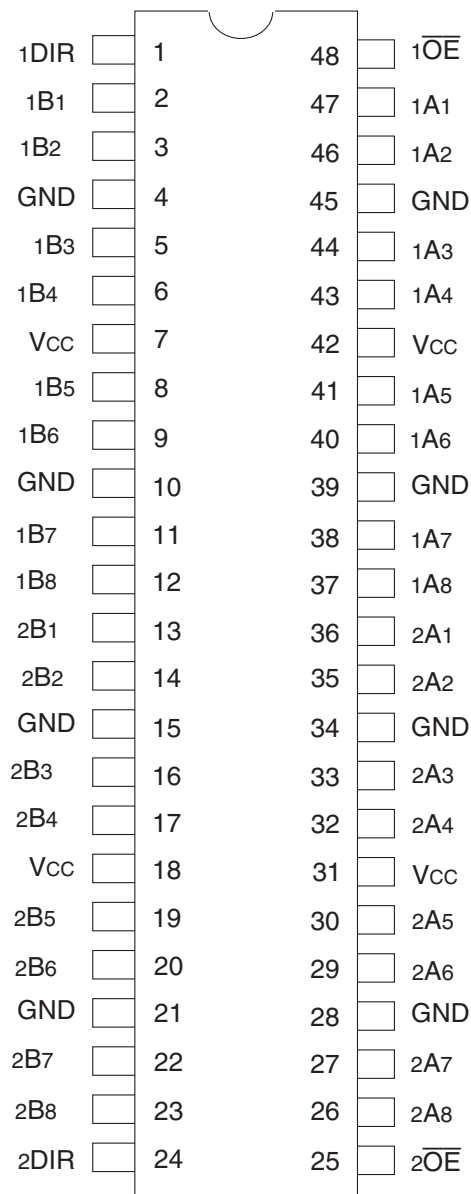 1DIR 1 48 1OE
1B1 2 47 1A1
1B2 3 46 1A2
GND 4 45 GND
1B3 5 44 1A3
1B4 6 43 1A4
VCC 7 42 VCC
1B5 8 41 1A5
1B6 9 40 1A6
GND 10 39 GND
1B7 11 38 1A7
1B8 12 37 1A8
2B1 13 36 2A1
2B2 14 35 2A2
GND 15 34 GND
2B3 16 33 2A3
2B4 17 32 2A4
VCC 18 31 VCC
2B5 19 30 2A5
2B6 20 29 2A6
GND 21 28 GND
2B7 22 27 2A7
2B8 23 26 2A8
2DIR 24 25 2OE